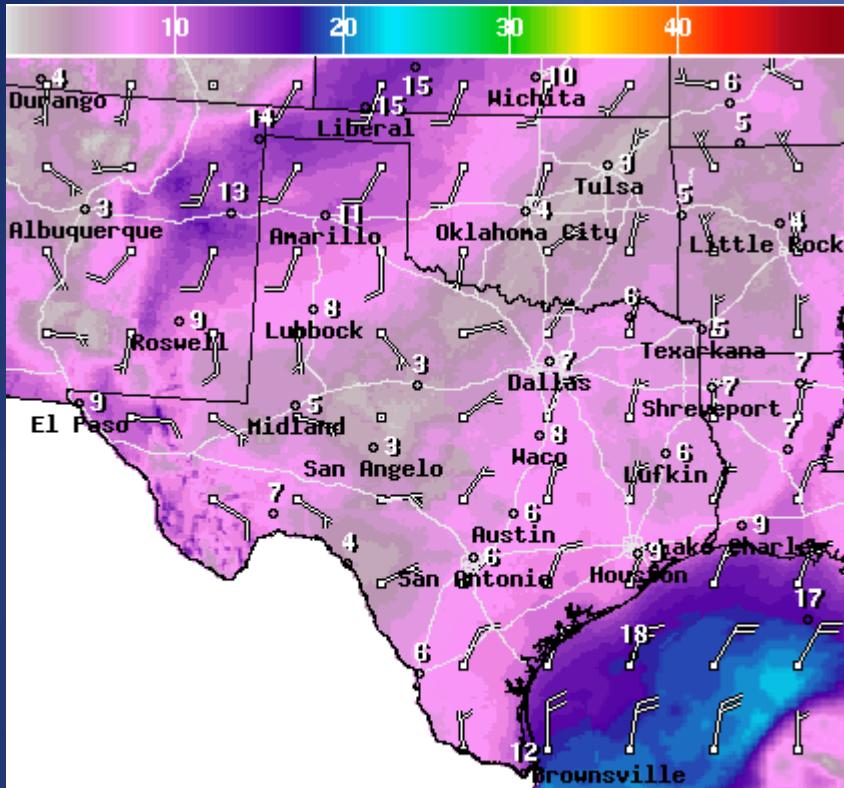 10 20 30 40
4 15 10 6
Durango Liberal 15 Wichita
14 5
3
Tulsa
3 13 11 4 5 4
Albuquerque Amarillo Oklahoma City Little Rock
9 8 6 5
Roswell Lubbock Texarkana
3 7 7
Dallas
9 5 7
El Paso Midland Shreveport
3 8 6 7
San Angelo Waco Lufkin
7 6 9
Austin
4 6 9 Lake Charles
San Antonio Houston
17
18
6
12
Brownsville